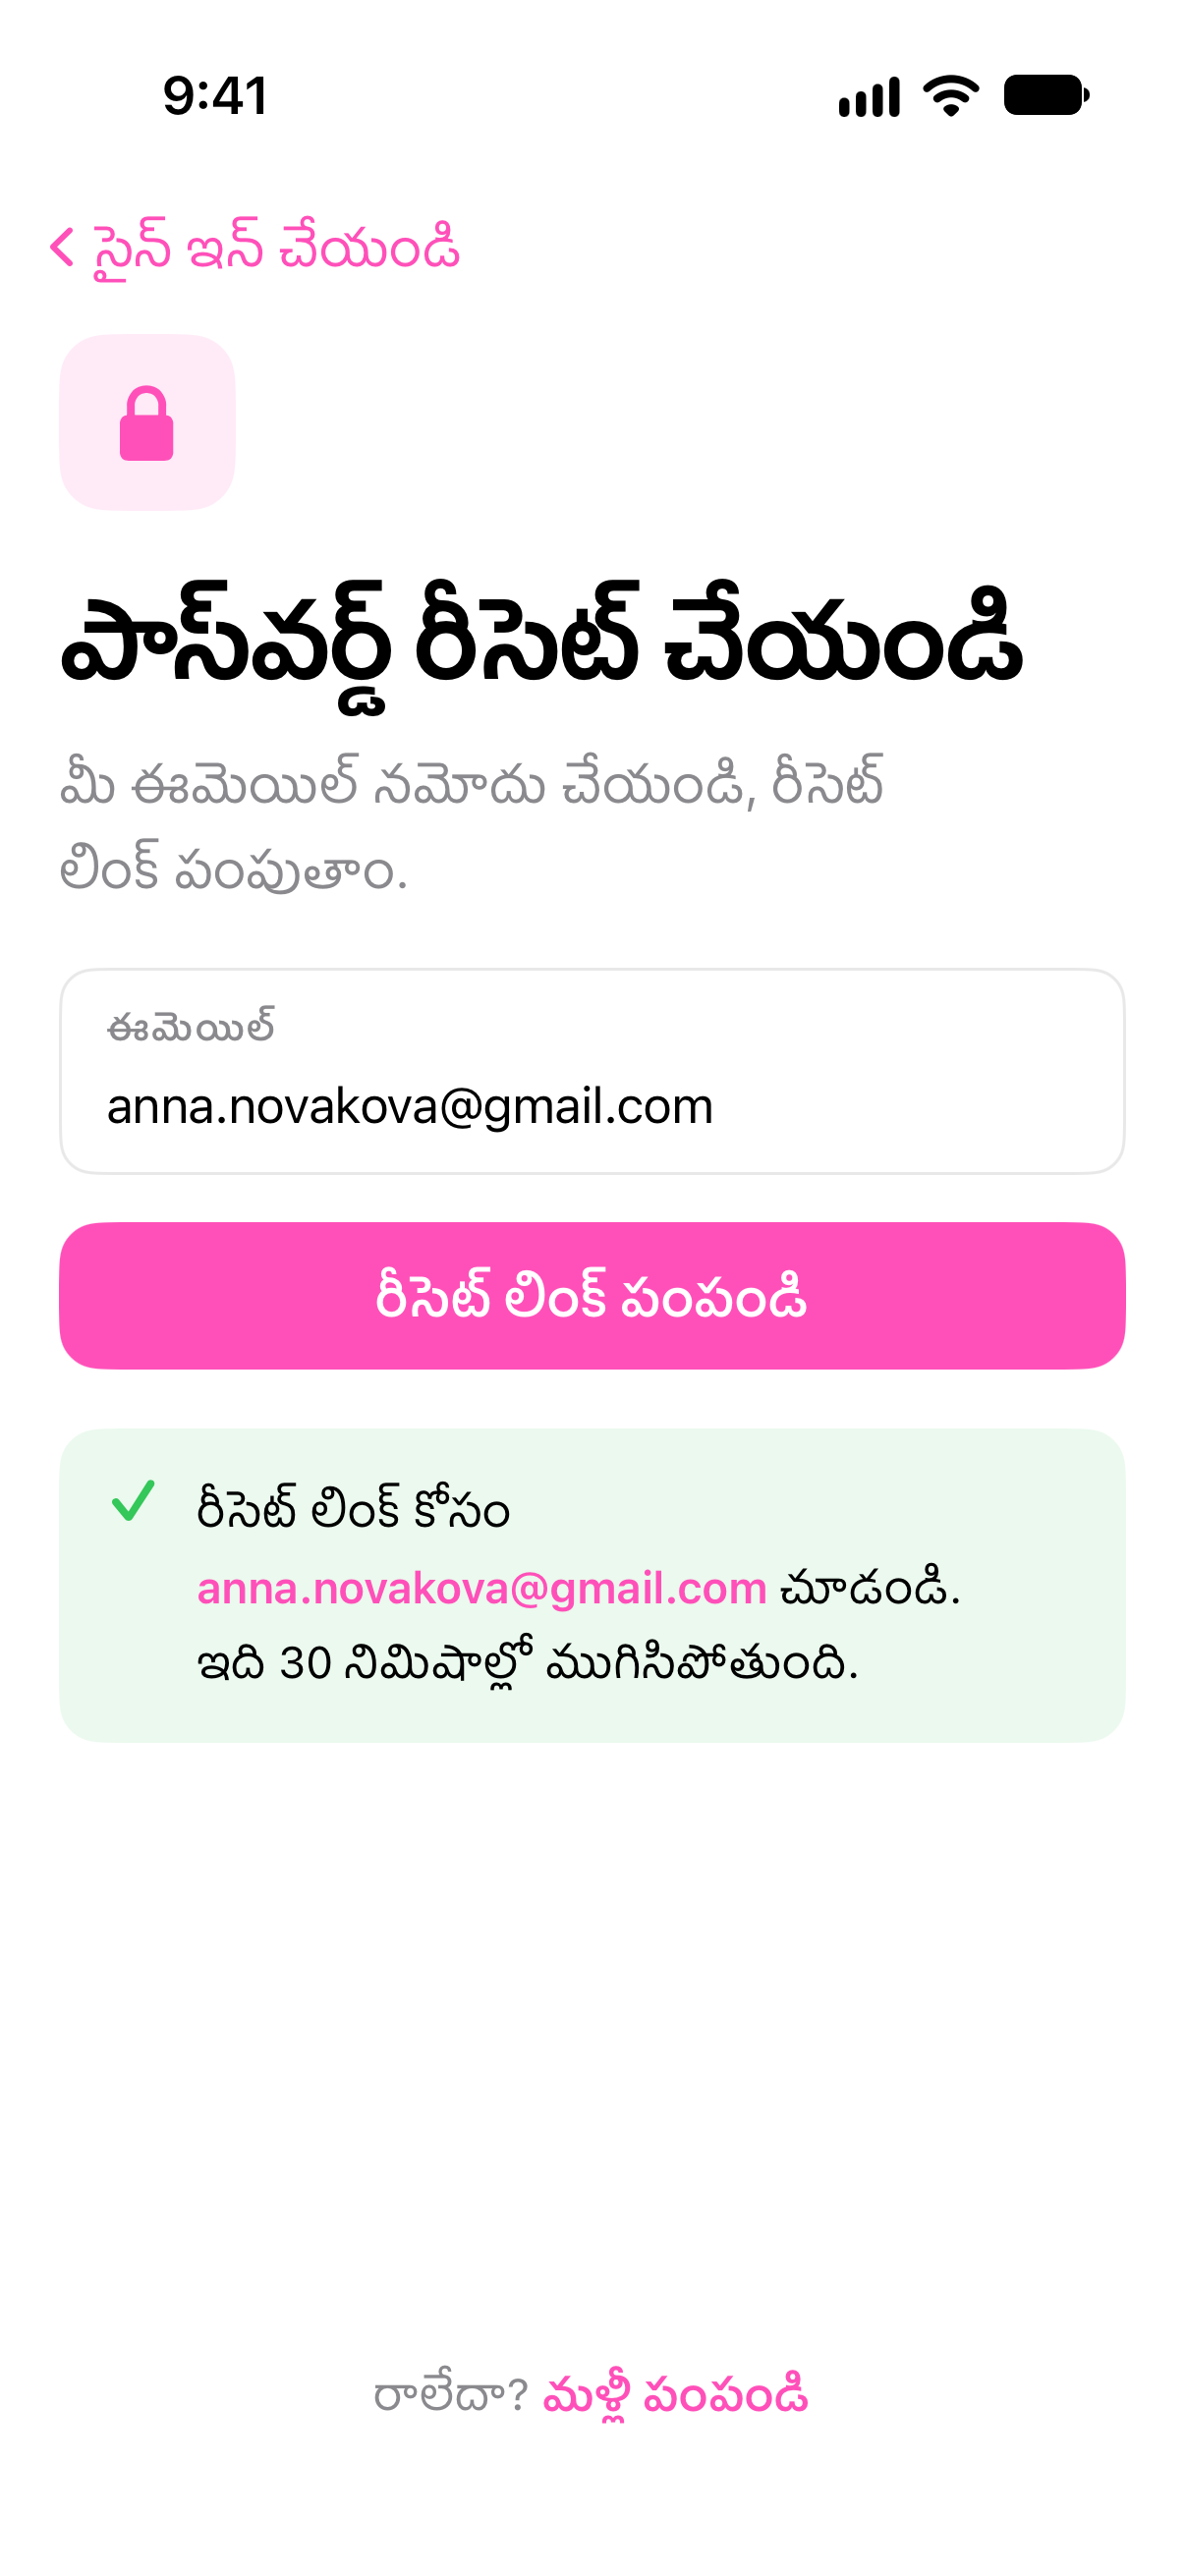 9:41
సైన్ ఇన్ చేయండి
పాస్‌వర్డ్ రీసెట్ చేయండి
మీ ఈమెయిల్ నమోదు చేయండి, రీసెట్
లింక్ పంపుతాం.
ఈమెయిల్
anna.novakova@gmail.com
రీసెట్ లింక్ పంపండి
రీసెట్ లింక్ కోసం
anna.novakova@gmail.com చూడండి.
ఇది 30 నిమిషాల్లో ముగిసిపోతుంది.
రాలేదా? మళ్లీ పంపండి